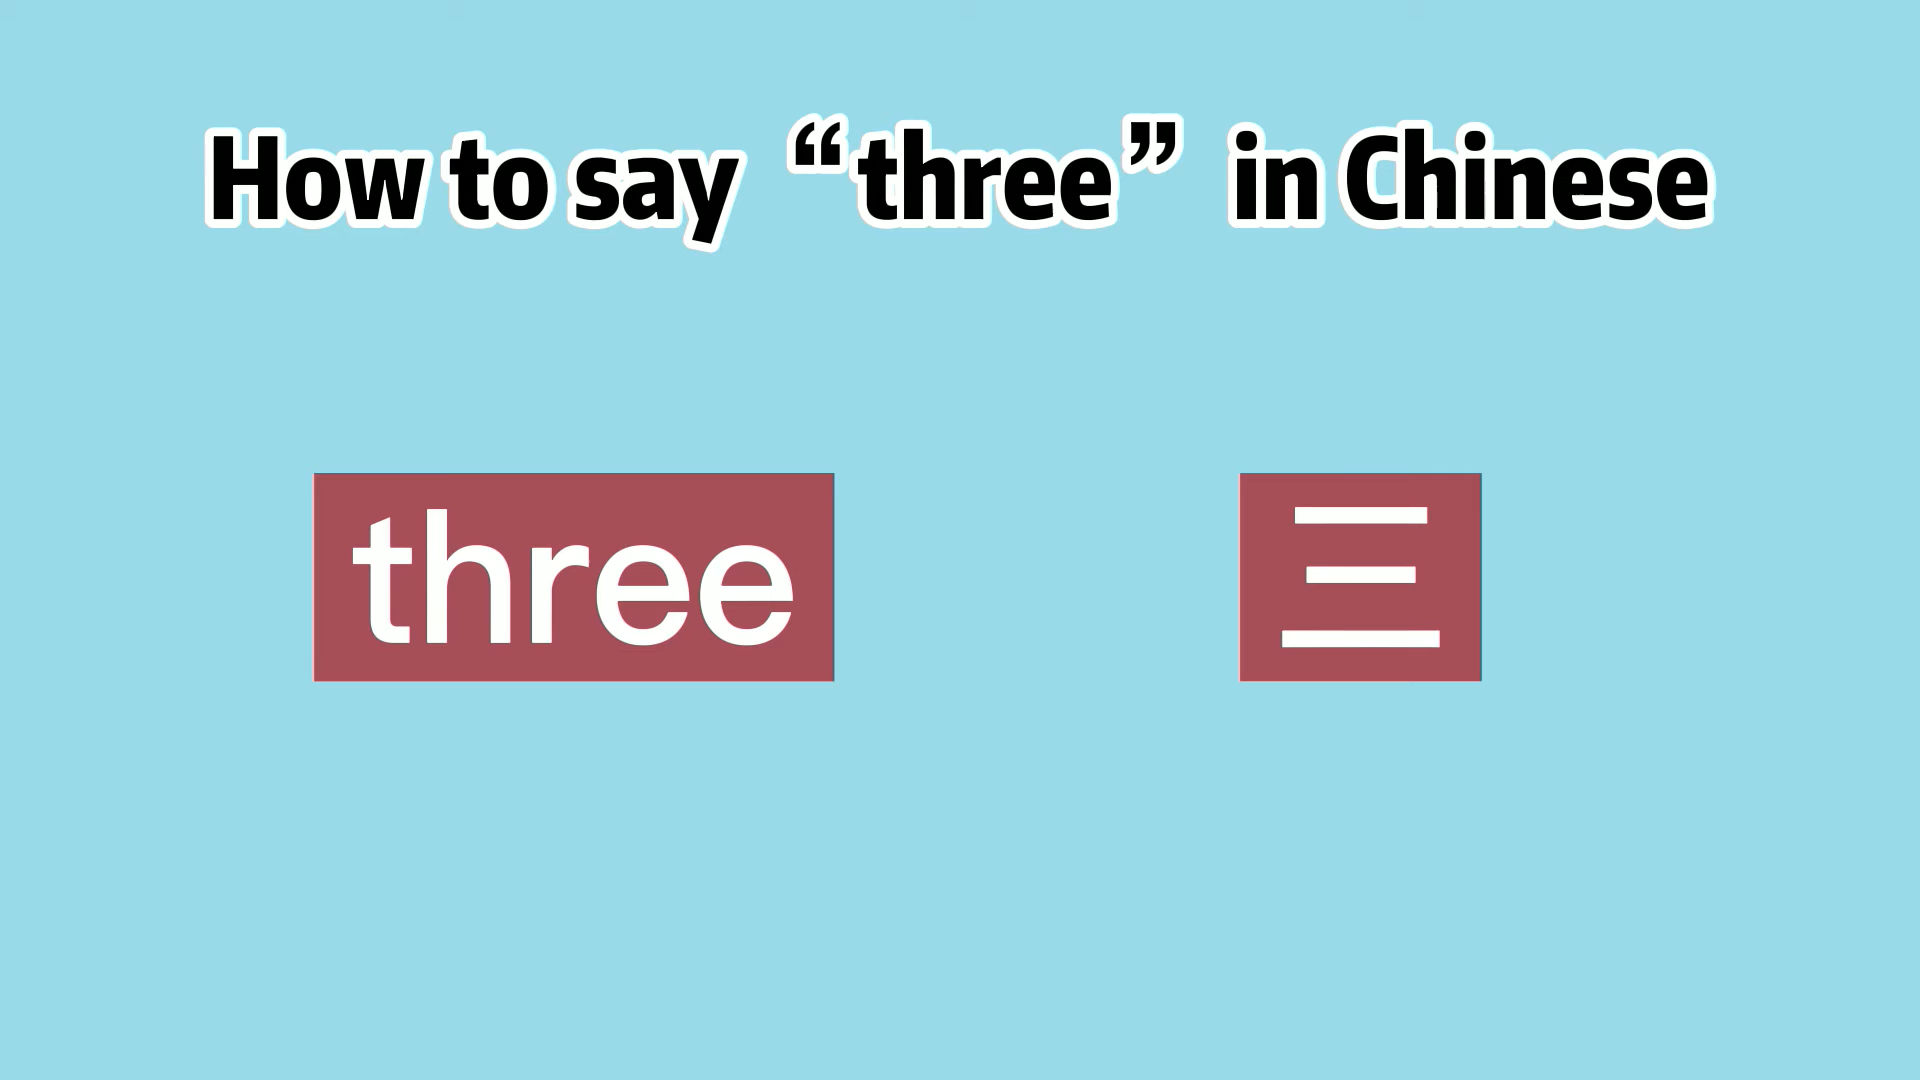 How to say “three” in Chinese
three
三